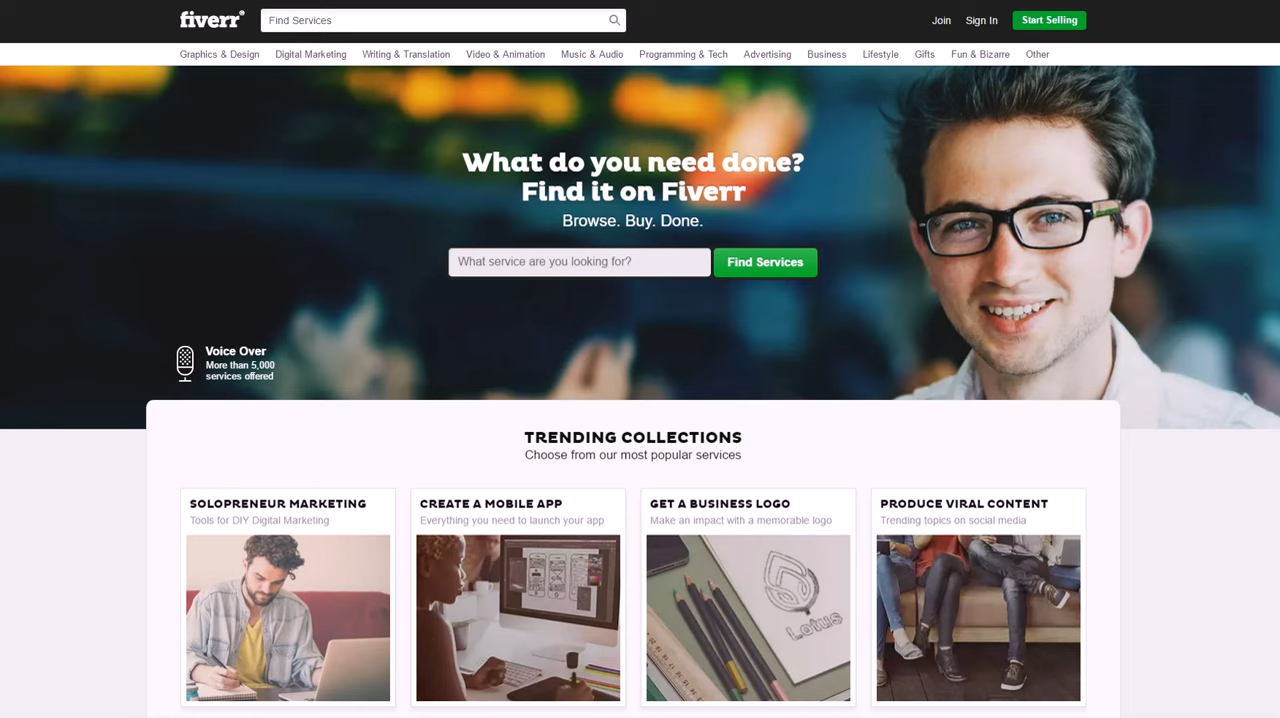 fiverr®
Find Services
Join
Sign In
Start Selling
Graphics & Design
Digital Marketing
Writing & Translation
Video & Animation
Music & Audio
Programming & Tech
Advertising
Business
Lifestyle
Gifts
Fun & Bizarre
Other
What do you need done?
Find it on Fiverr
Browse. Buy. Done.
What service are you looking for?
Find Services
Voice Over
More than 5,000
services offered
TRENDING COLLECTIONS
Choose from our most popular services
SOLOPRENEUR MARKETING
Tools for DIY Digital Marketing
CREATE A MOBILE APP
Everything you need to launch your app
GET A BUSINESS LOGO
Make an impact with a memorable logo
PRODUCE VIRAL CONTENT
Trending topics on social media
Lotus